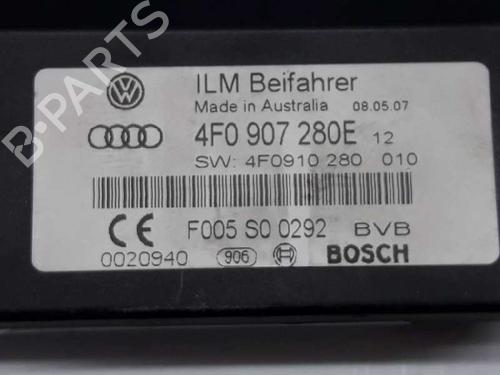 ILM Beifahrer
Made in Australia 08.05.07
4F0 907 280E 12
SW: 4F0910 280 010
F005 S0 0292 BVB
CE
0020940 906 BOSCH
B-PARTS